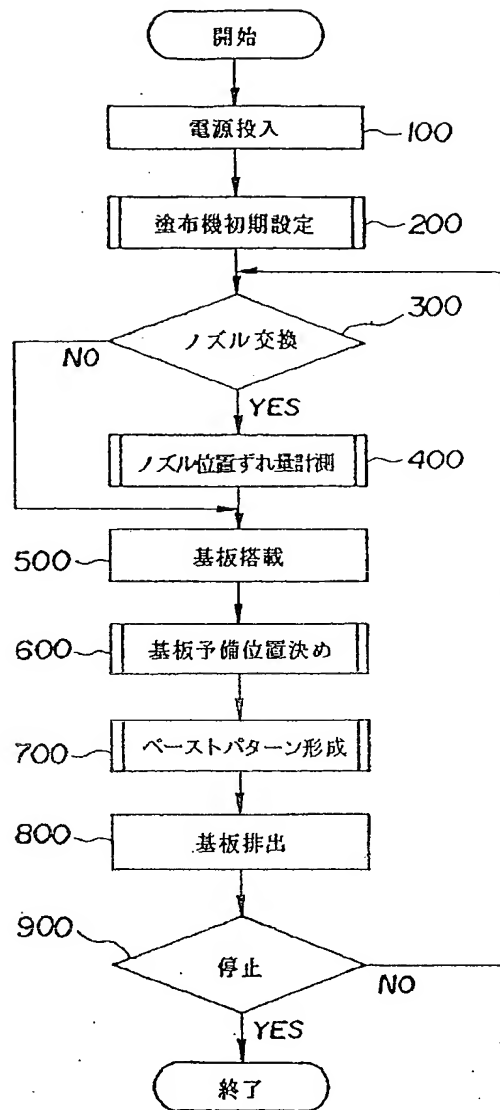 開始
電源投入
100
塗布機初期設定
200
ノズル交換
300
NO
YES
ノズル位置ずれ量計測
400
500
基板搭載
600
基板予備位置決め
700
ペーストパターン形成
800
基板排出
900
停止
NO
YES
終了